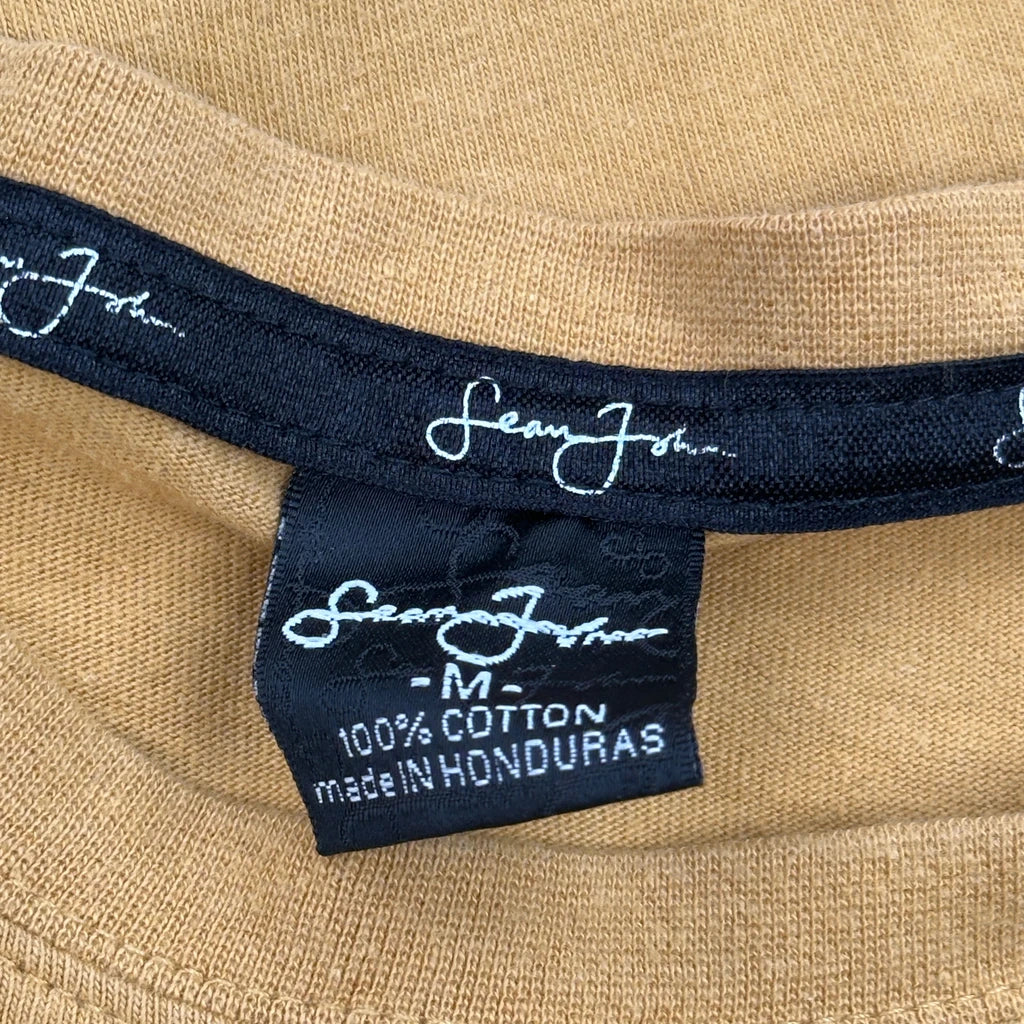 Sean John
Sean John
Sean John
- M -
100% COTTON
made IN HONDURAS